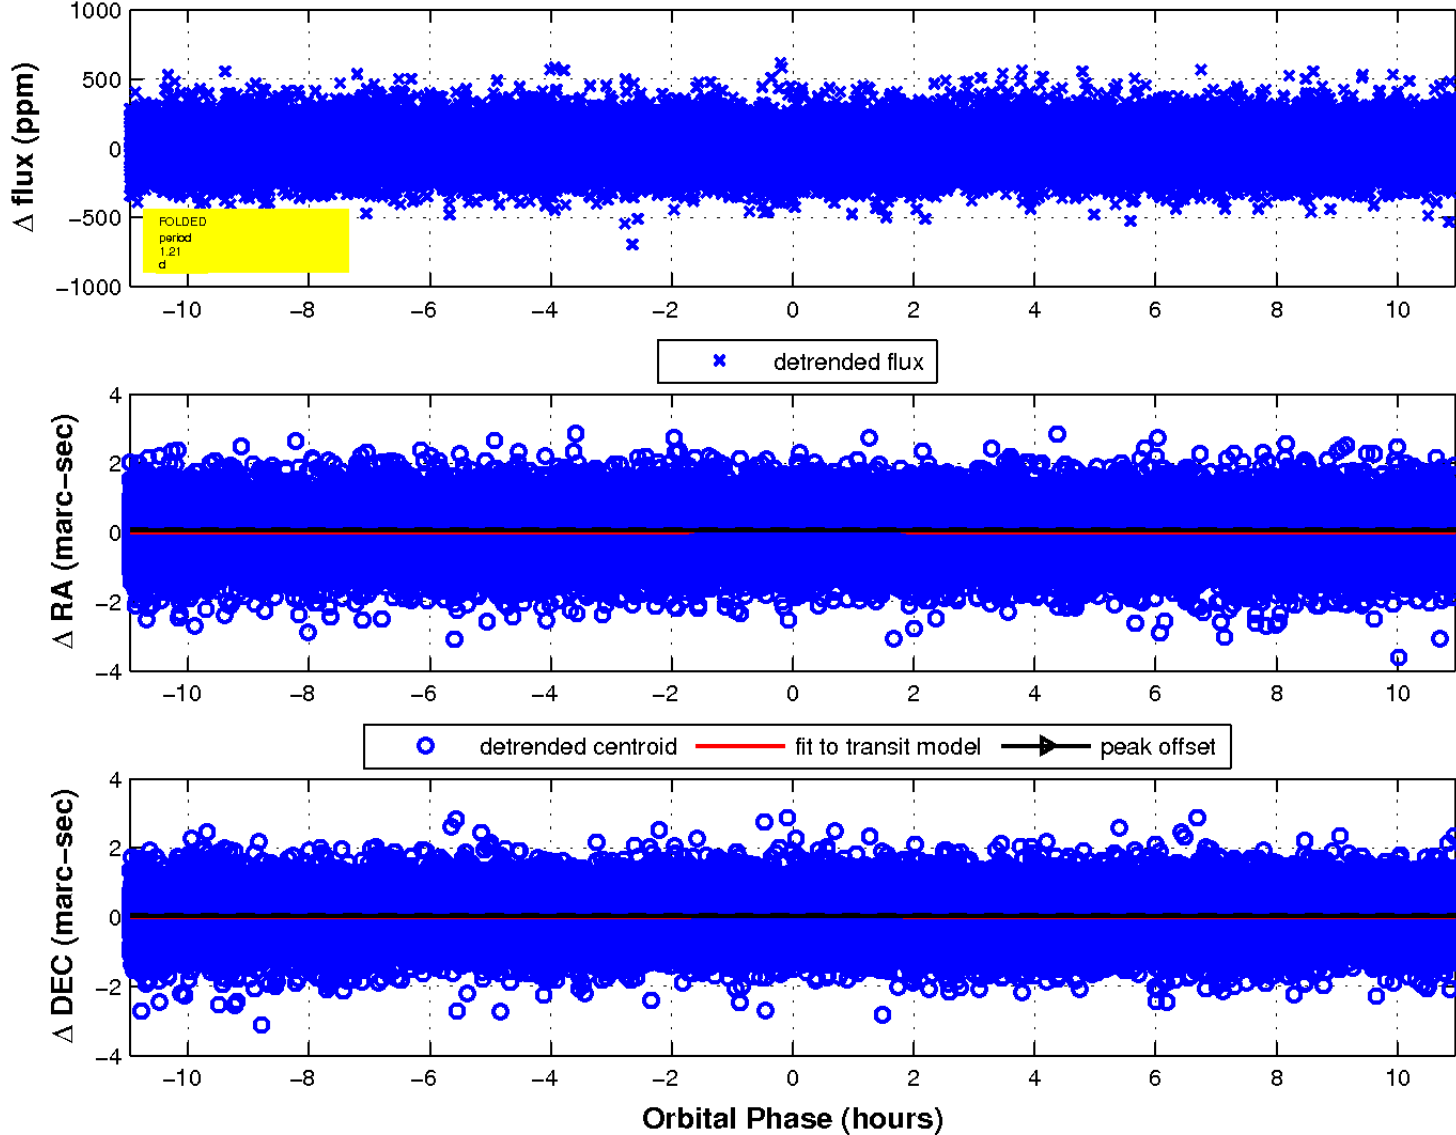 Δ flux (ppm)
1000
500
0
−500
−1000
FOLDED
period
1.21
d
−10 −8 −6 −4 −2 0 2 4 6 8 10
detrended flux
Δ RA (marc−sec)
4
2
0
−2
−4
−10 −8 −6 −4 −2 0 2 4 6 8 10
detrended centroid fit to transit model peak offset
Δ DEC (marc−sec)
4
2
0
−2
−4
−10 −8 −6 −4 −2 0 2 4 6 8 10
Orbital Phase (hours)